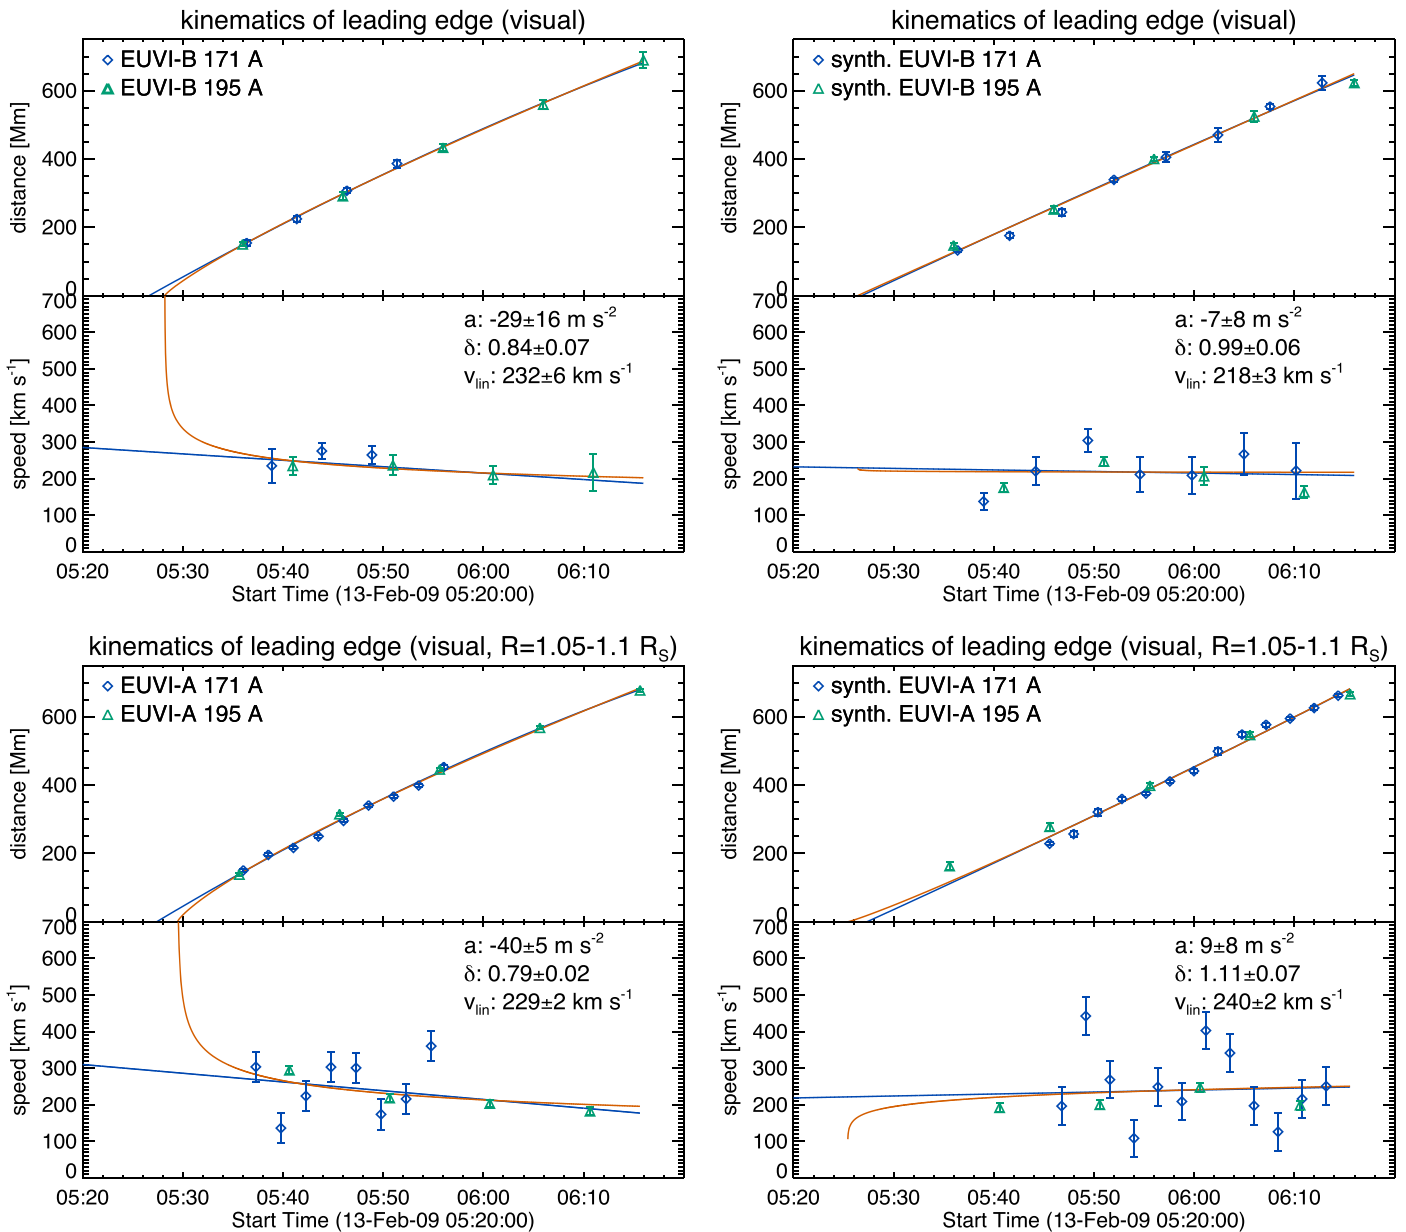 kinematics of leading edge (visual)
EUVI-B 171 A
EUVI-B 195 A
distance [Mm]
600
400
200
0
700
600
500
400
300
200
100
0
speed [km s⁻¹]
a: -29±16 m s⁻²
δ: 0.84±0.07
vlin: 232±6 km s⁻¹
05:20 05:30 05:40 05:50 06:00 06:10
Start Time (13-Feb-09 05:20:00)
kinematics of leading edge (visual)
synth. EUVI-B 171 A
synth. EUVI-B 195 A
distance [Mm]
600
400
200
0
700
600
500
400
300
200
100
0
speed [km s⁻¹]
a: -7±8 m s⁻²
δ: 0.99±0.06
vlin: 218±3 km s⁻¹
05:20 05:30 05:40 05:50 06:00 06:10
Start Time (13-Feb-09 05:20:00)
kinematics of leading edge (visual, R=1.05-1.1 RS)
EUVI-A 171 A
EUVI-A 195 A
distance [Mm]
600
400
200
0
700
600
500
400
300
200
100
0
speed [km s⁻¹]
a: -40±5 m s⁻²
δ: 0.79±0.02
vlin: 229±2 km s⁻¹
05:20 05:30 05:40 05:50 06:00 06:10
Start Time (13-Feb-09 05:20:00)
kinematics of leading edge (visual, R=1.05-1.1 RS)
synth. EUVI-A 171 A
synth. EUVI-A 195 A
distance [Mm]
600
400
200
0
700
600
500
400
300
200
100
0
speed [km s⁻¹]
a: 9±8 m s⁻²
δ: 1.11±0.07
vlin: 240±2 km s⁻¹
05:20 05:30 05:40 05:50 06:00 06:10
Start Time (13-Feb-09 05:20:00)